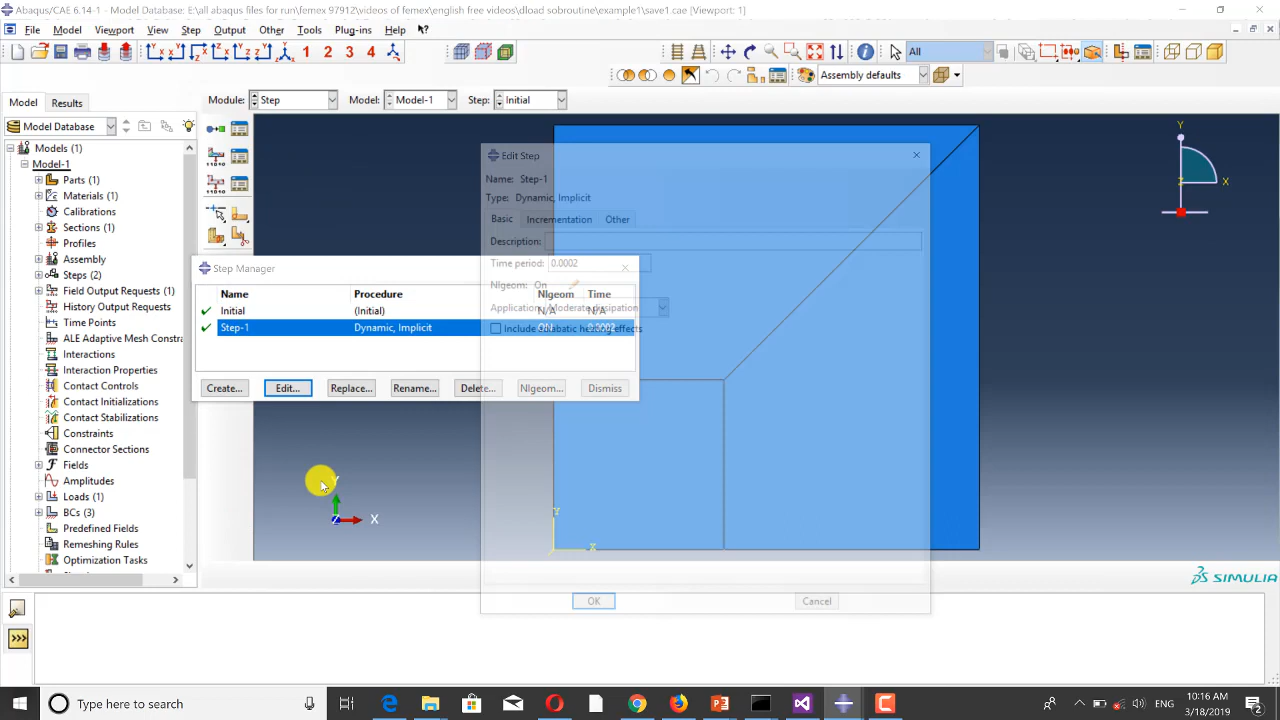 Abaqus/CAE 6.14-1 - Model Database: E:\all abaqus files for run\femex 9791Z\videos of femex\english free videos\dload sobroutine\example1\save1.cae [Viewport: 1]
File Model Viewport View Step Output Other Tools Plug-ins Help
1 2 3 4 All
Assembly defaults
Model Results Module: Step Model: Model-1 Step: Initial
Model Database
Models (1)
Model-1
Parts (1)
Materials (1)
Calibrations
Sections (1)
Profiles
Assembly
Steps (2)
Field Output Requests (1)
History Output Requests
Time Points
ALE Adaptive Mesh Constra
Interactions
Interaction Properties
Contact Controls
Contact Initializations
Contact Stabilizations
Constraints
Connector Sections
Fields
Amplitudes
Loads (1)
BCs (3)
Predefined Fields
Remeshing Rules
Optimization Tasks
Step Manager
Name Procedure Nlgeom Time
Initial (Initial) N/A N/A
Step-1 Dynamic, Implicit ON 0.0002
Create... Edit... Replace... Rename... Delete... Nlgeom... Dismiss
Edit Step
Name: Step-1
Type: Dynamic, Implicit
Basic Incrementation Other
Description:
Time period: 0.0002
Nlgeom: On
Application: Moderate dissipation
Include adiabatic heating effects
OK Cancel
Y
X
Z
Y
X
Y
X
SIMULIA
>>>
Type here to search
ENG
10:16 AM
3/18/2019
2